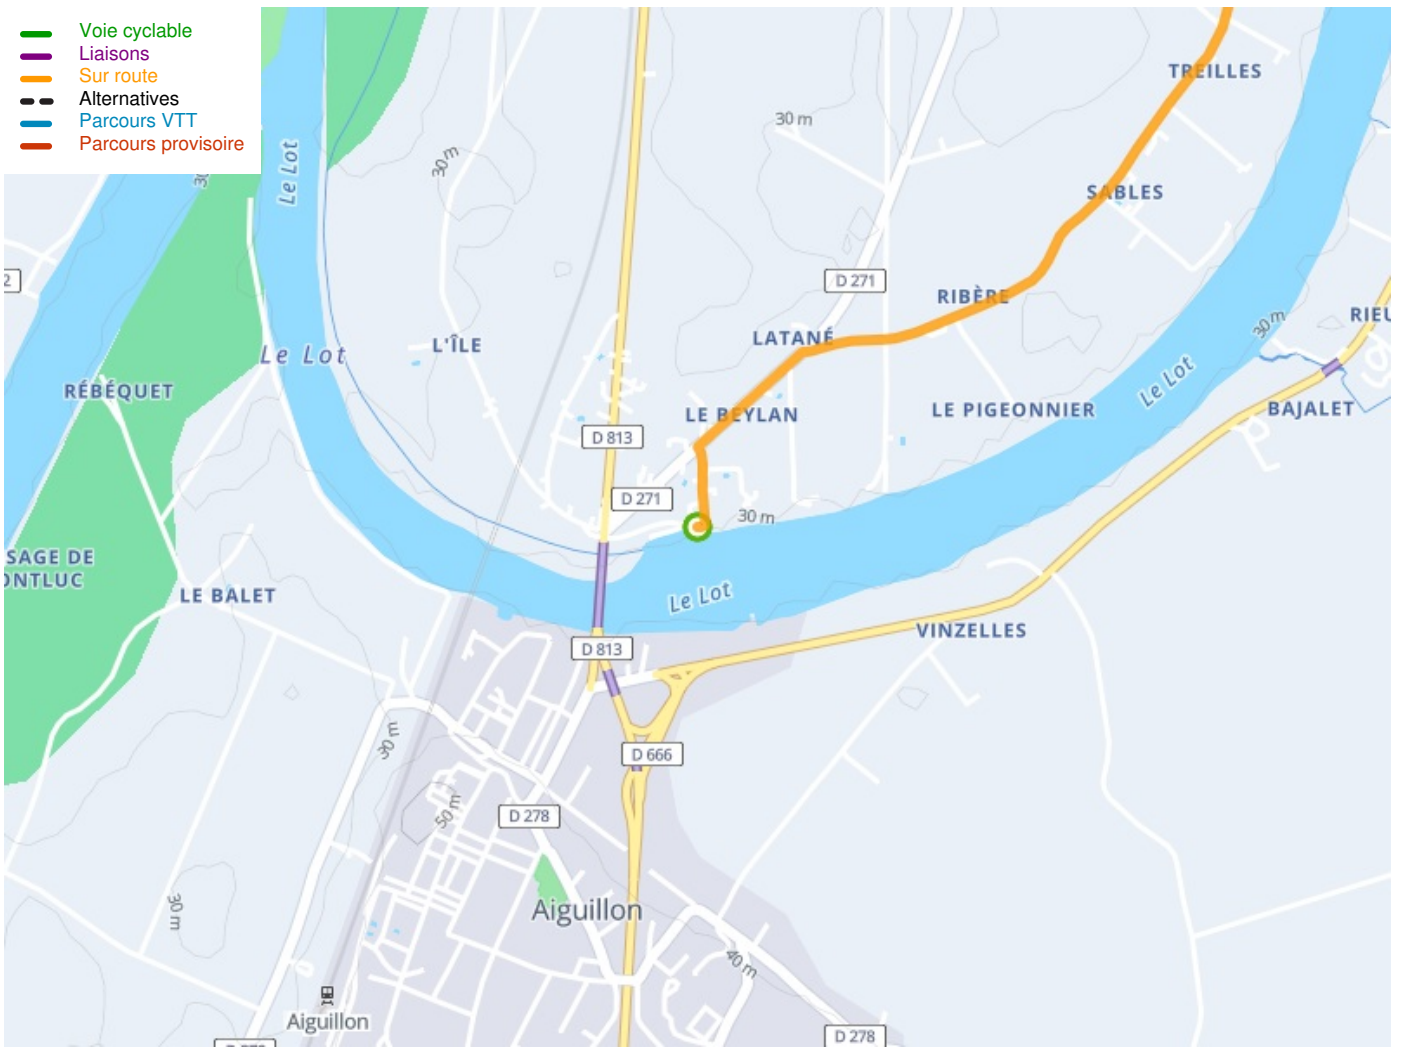 Voie cyclable
Liaisons
Sur route
Alternatives
Parcours VTT
Parcours provisoire
TREILLES
30 m
Le Lot
30 m
SABLES
2
D 271
RIBÈRE
RIEU
30 m
LATANÉ
L'ÎLE
Le Lot
RÉBÉQUET
Le Lot
LE BEYLAN
LE PIGEONNIER
BAJALET
D 813
D 271
30 m
SAGE DE
ONTLUC
LE BALET
Le Lot
VINZELLES
D 813
30 m
D 666
50 m
D 278
30 m
Aiguillon
40 m
Aiguillon
D 278